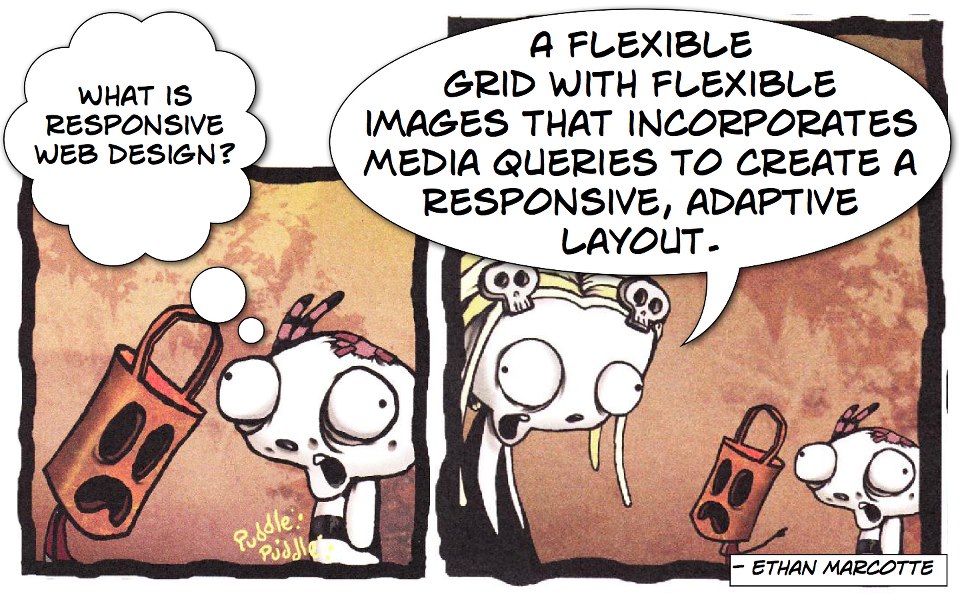 WHAT IS
RESPONSIVE
WEB DESIGN?
A FLEXIBLE
GRID WITH FLEXIBLE
IMAGES THAT INCORPORATES
MEDIA QUERIES TO CREATE A
RESPONSIVE, ADAPTIVE
LAYOUT.
Puddle..
Puddle..
- ETHAN MARCOTTE